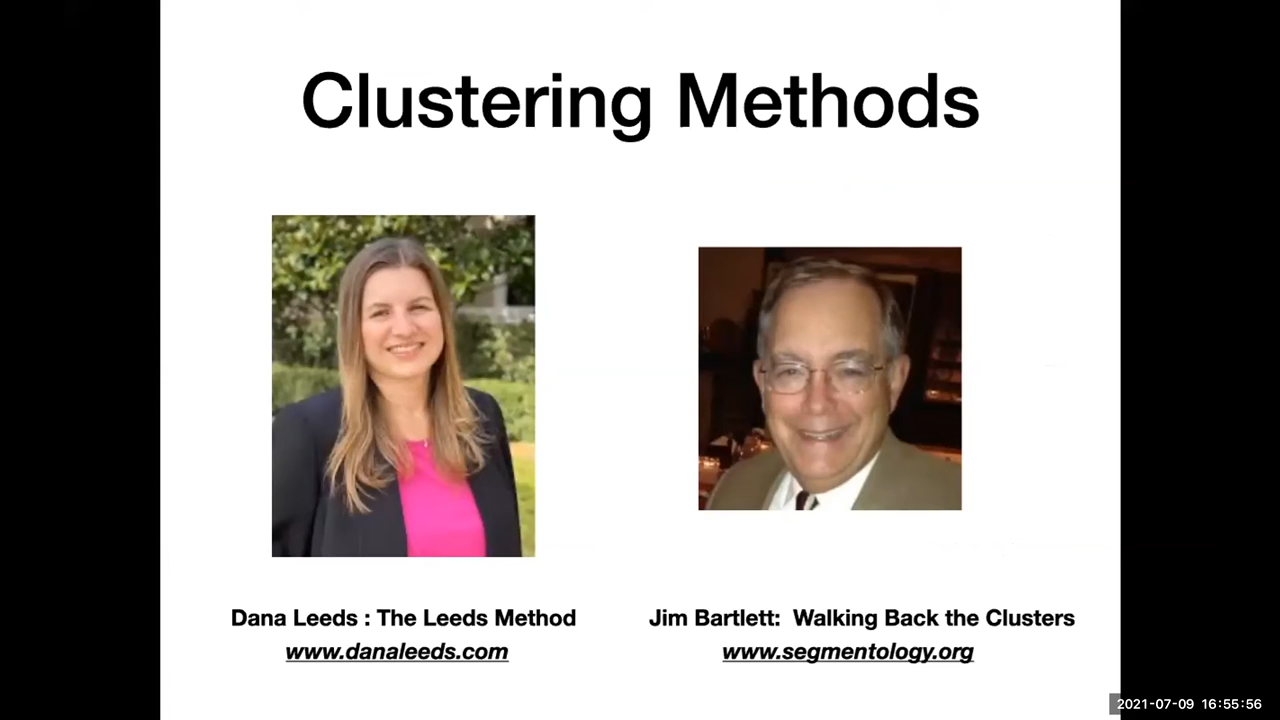 Clustering Methods
Dana Leeds : The Leeds Method
www.danaleeds.com
Jim Bartlett:  Walking Back the Clusters
www.segmentology.org
2021-07-09 16:55:56